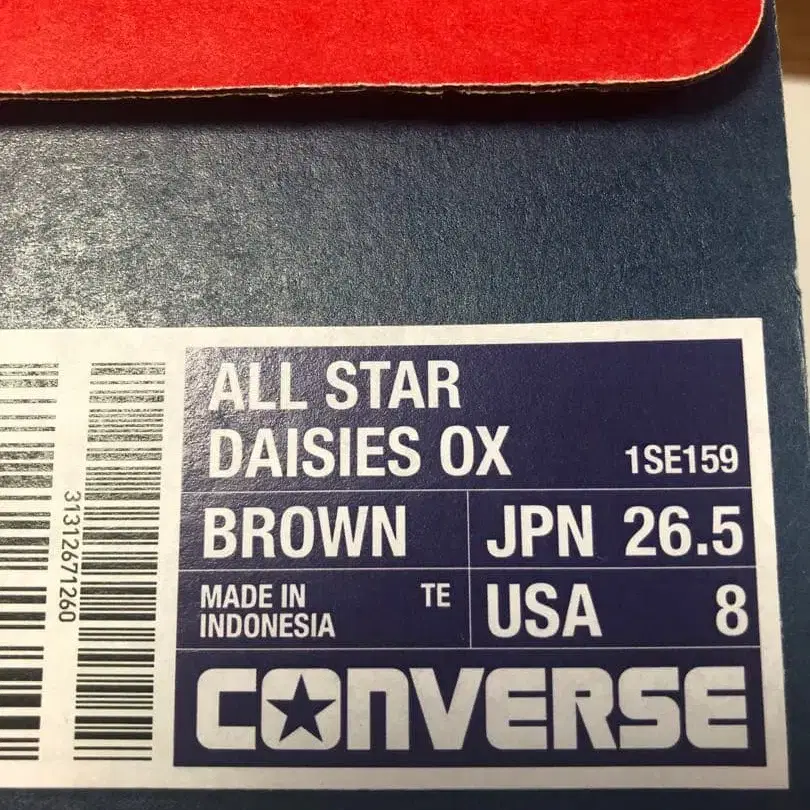 ALL STAR
DAISIES OX 1SE159
BROWN JPN 26.5
MADE IN TE USA 8
INDONESIA
CONVERSE
31312671260